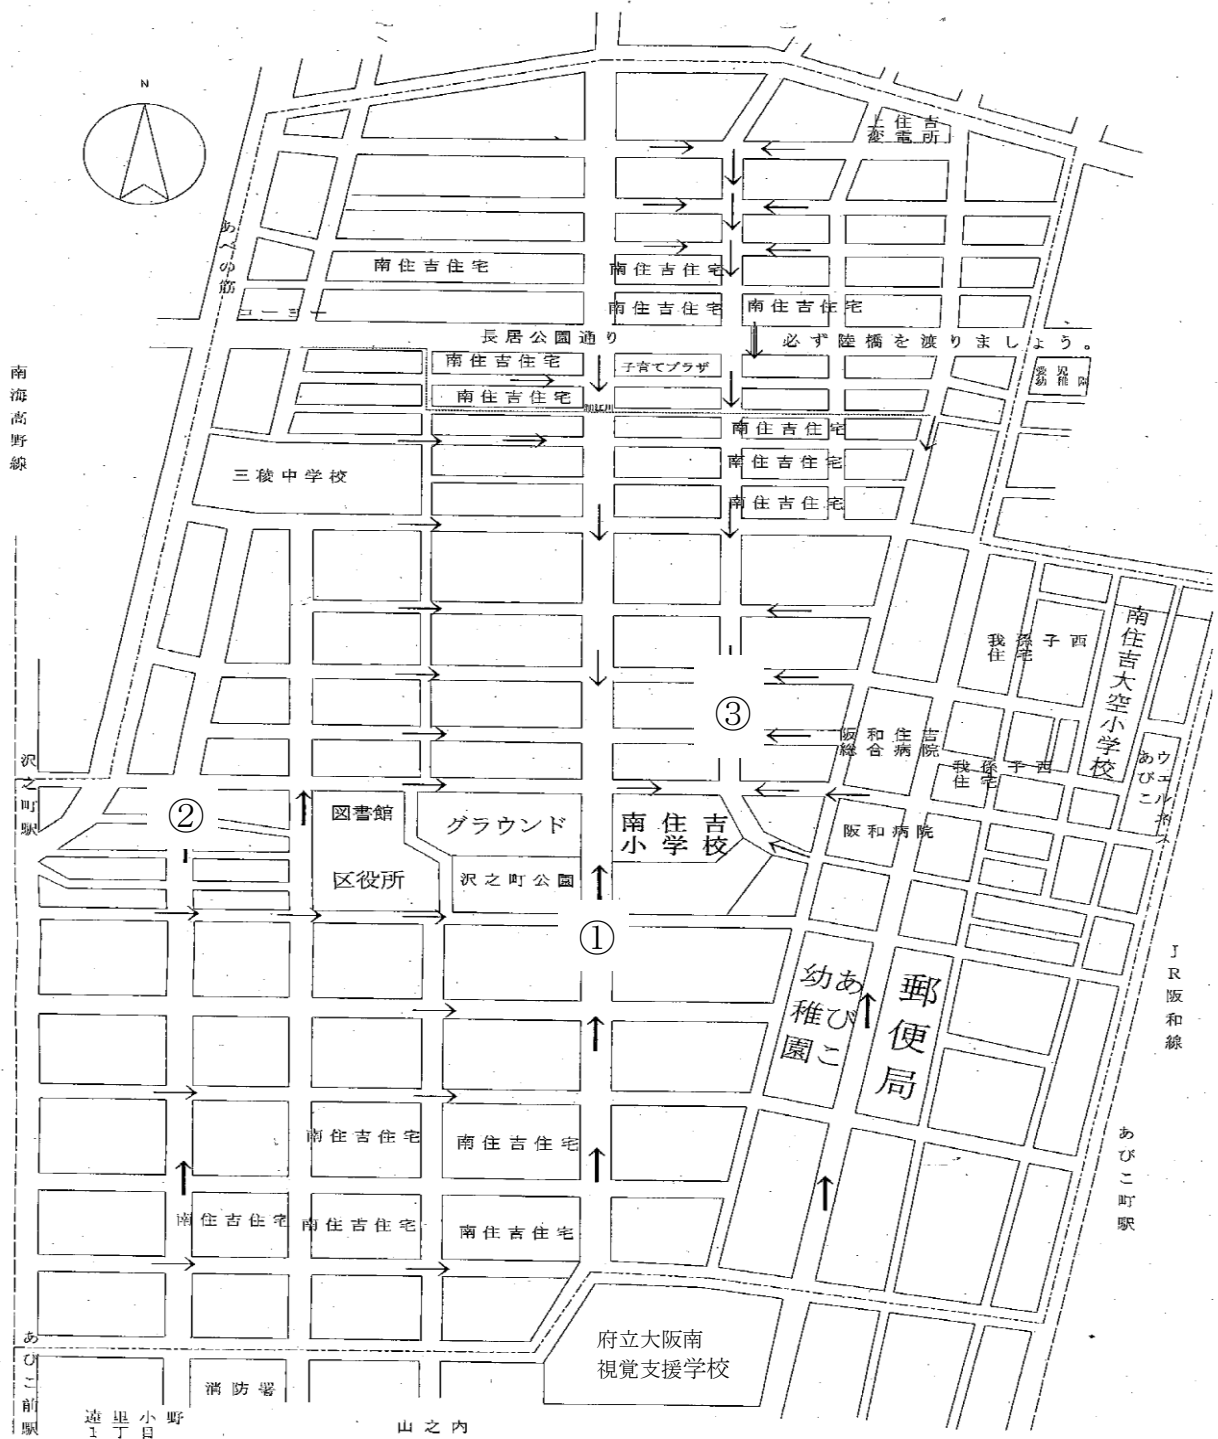 N
上住吉
変電所
あべの筋
南住吉住宅
南住吉住宅
南住吉住宅
南住吉住宅
コーヨー
長居公園通り
必ず陸橋を渡りましょう。
南海高野線
南住吉住宅
子育てプラザ
愛児
幼稚園
南住吉住宅
南住吉住宅
三稜中学校
南住吉住宅
南住吉住宅
我孫子西
住宅
南住吉大空小学校
③
阪和住吉
総合病院
我孫子西
住宅
ウエルネス
あびこ
沢之町駅
②
図書館
グラウンド
南住吉
小学校
阪和病院
区役所
沢之町公園
①
あびこ
幼稚園
郵便局
JR阪和線
南住吉住宅
南住吉住宅
あびこ町駅
南住吉住宅
南住吉住宅
南住吉住宅
府立大阪南
視覚支援学校
あびこ前駅
消防署
遠里小野
1丁目
山之内